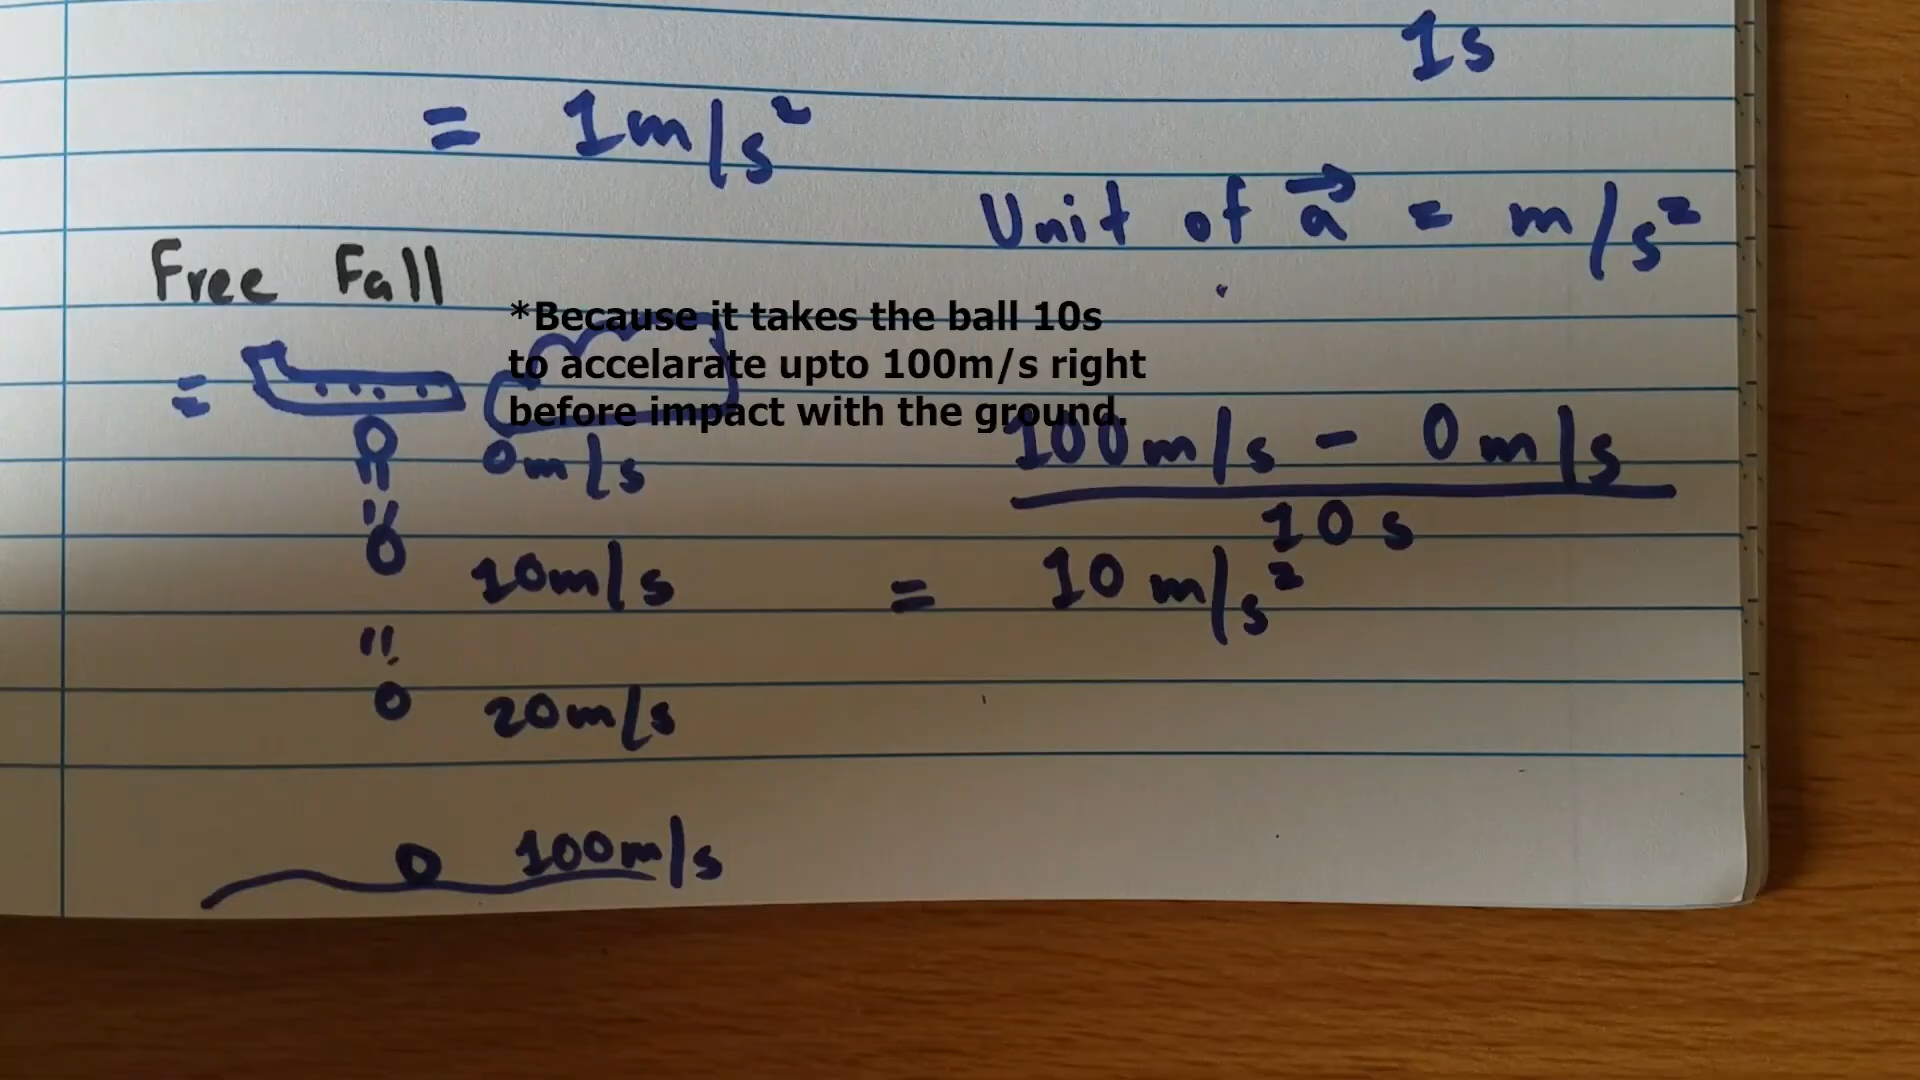 1s
= 1m/s²
Unit of a⃗ = m/s²
Free Fall
*Because it takes the ball 10s
to accelarate upto 100m/s right
before impact with the ground.
=
0m/s
100m/s - 0m/s
10s
10m/s
= 10 m/s²
20m/s
100m/s